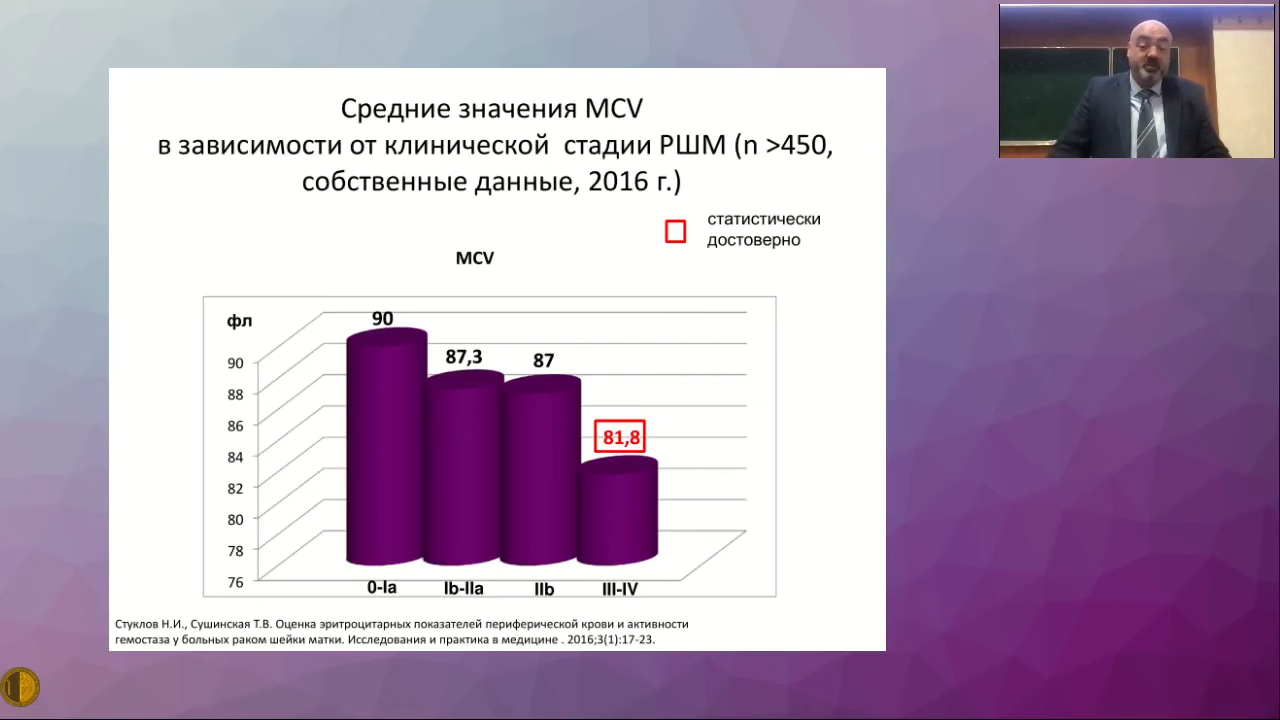 Средние значения MCV
в зависимости от клинической стадии РШМ (n >450,
собственные данные, 2016 г.)
статистически
достоверно
MCV
фл
90
88
86
84
82
80
78
76
90
87,3
87
81,8
0-Ia
Ib-IIa
IIb
III-IV
Стуклов Н.И., Сушинская Т.В. Оценка эритроцитарных показателей периферической крови и активности
гемостаза у больных раком шейки матки. Исследования и практика в медицине . 2016;3(1):17-23.